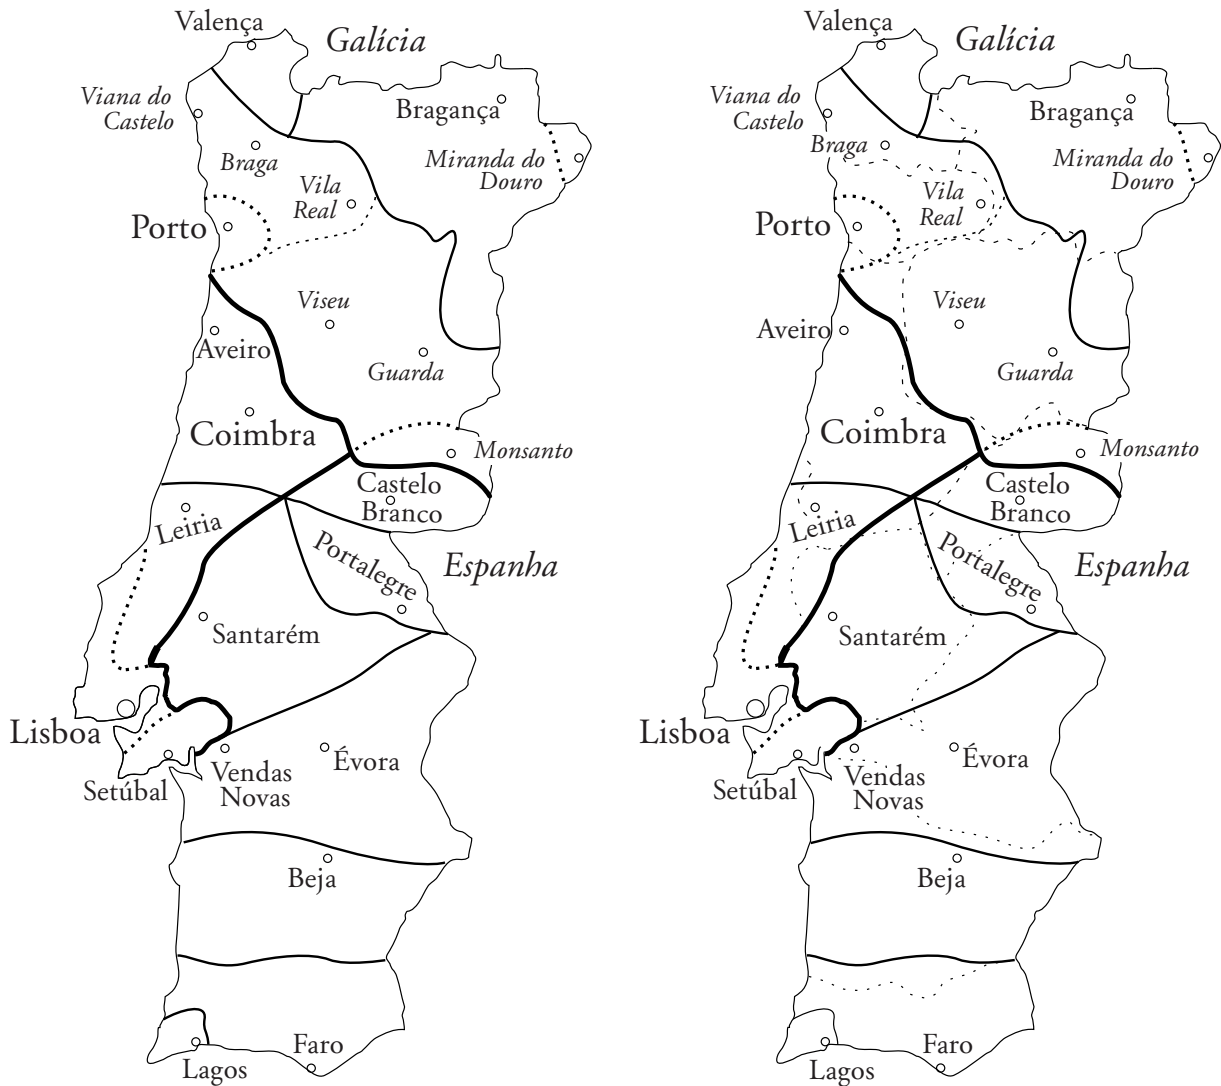 Valença
Galícia
Viana do
Castelo
Bragança
Braga
Miranda do
Douro
Vila
Real
Porto
Viseu
Aveiro
Guarda
Coimbra
Monsanto
Castelo
Branco
Leiria
Portalegre
Espanha
Santarém
Lisboa
Setúbal
Vendas
Novas
Évora
Beja
Faro
Lagos
Valença
Galícia
Viana do
Castelo
Bragança
Braga
Miranda do
Douro
Vila
Real
Porto
Viseu
Aveiro
Guarda
Coimbra
Monsanto
Castelo
Branco
Leiria
Portalegre
Espanha
Santarém
Lisboa
Setúbal
Vendas
Novas
Évora
Beja
Faro
Lagos